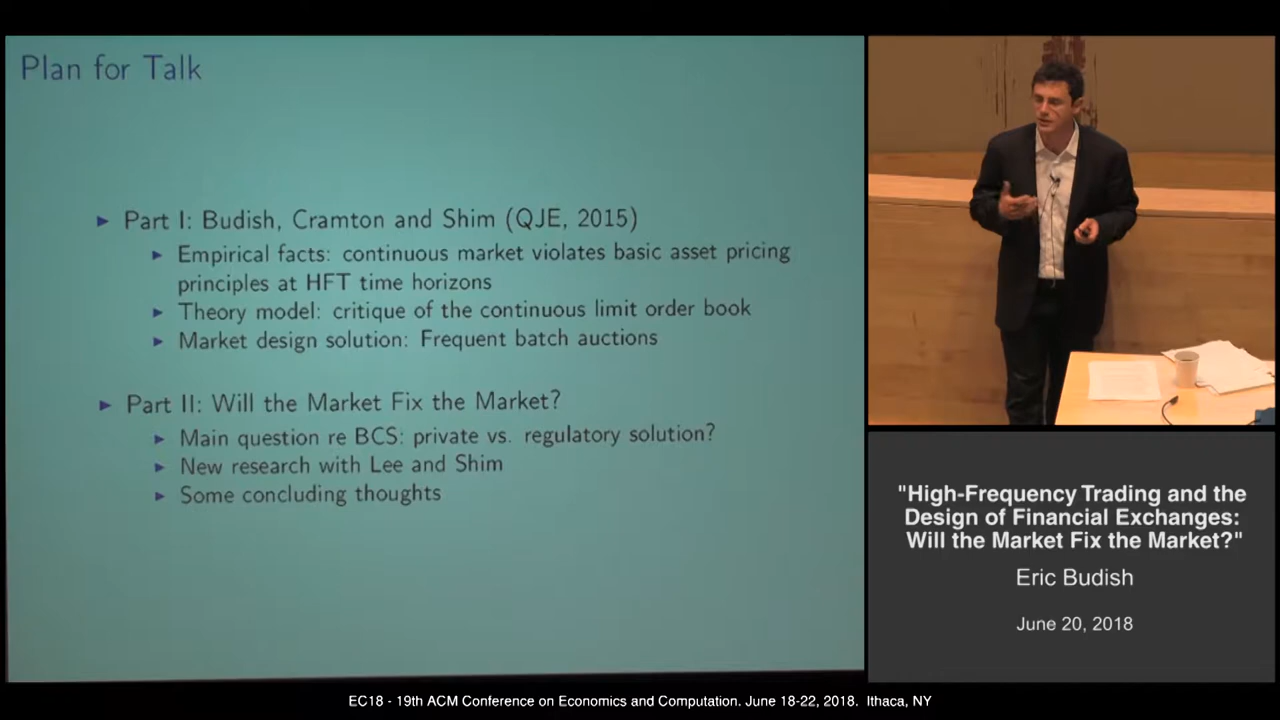 Plan for Talk
Part I: Budish, Cramton and Shim (QJE, 2015)
Empirical facts: continuous market violates basic asset pricing
principles at HFT time horizons
Theory model: critique of the continuous limit order book
Market design solution: Frequent batch auctions
Part II: Will the Market Fix the Market?
Main question re BCS: private vs. regulatory solution?
New research with Lee and Shim
Some concluding thoughts
"High-Frequency Trading and the
Design of Financial Exchanges:
Will the Market Fix the Market?"
Eric Budish
June 20, 2018
EC18 - 19th ACM Conference on Economics and Computation. June 18-22, 2018. Ithaca, NY